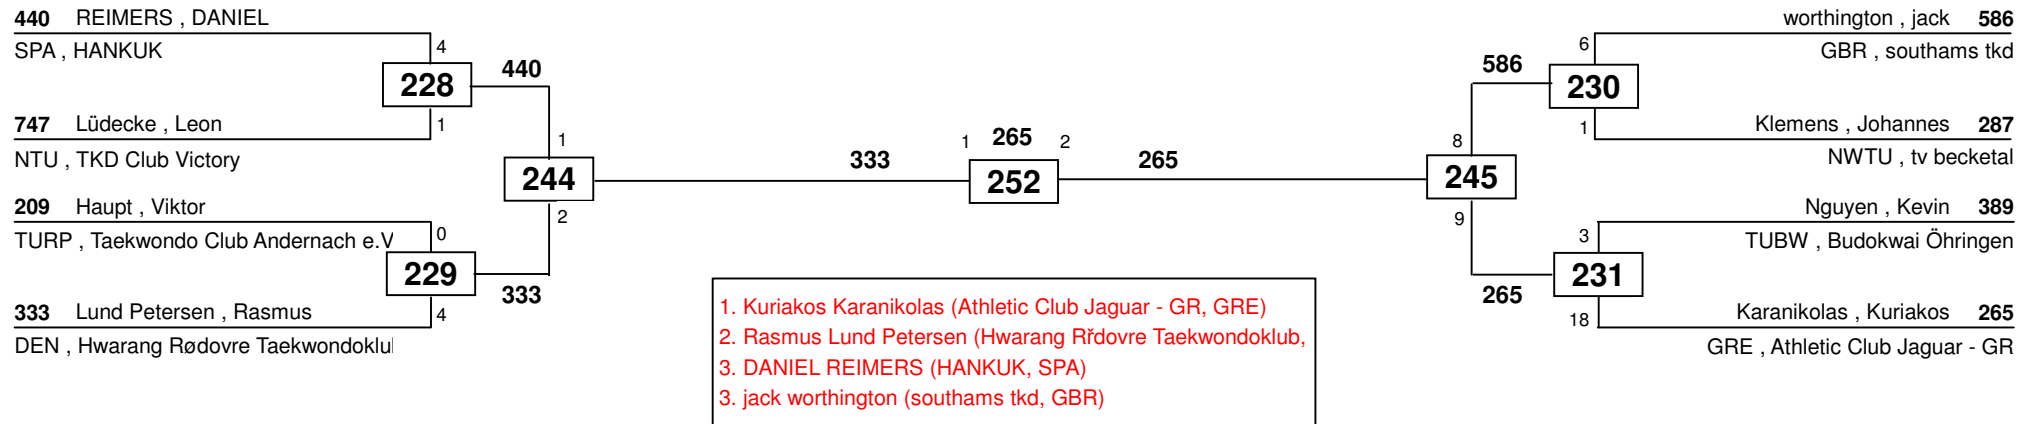 440 REIMERS , DANIEL
SPA , HANKUK
4
228
440
747 Lüdecke , Leon
1
NTU , TKD Club Victory
1
244
333
209 Haupt , Viktor
2
TURP , Taekwondo Club Andernach e.V
0
229
333
333 Lund Petersen , Rasmus
4
DEN , Hwarang Rødovre Taekwondoklu
1 265 2
252
265
worthington , jack 586
6
GBR , southams tkd
586
230
Klemens , Johannes 287
1
NWTU , tv becketal
8
245
9
Nguyen , Kevin 389
3
TUBW , Budokwai Öhringen
231
265
Karanikolas , Kuriakos 265
18
GRE , Athletic Club Jaguar - GR
1. Kuriakos Karanikolas (Athletic Club Jaguar - GR, GRE)
2. Rasmus Lund Petersen (Hwarang Rřdovre Taekwondoklub,
3. DANIEL REIMERS (HANKUK, SPA)
3. jack worthington (southams tkd, GBR)